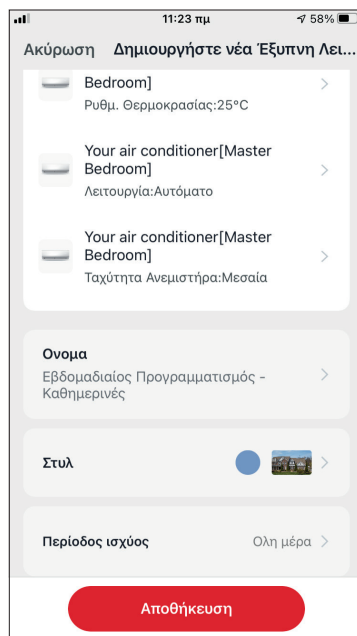 11:23 πμ
58%
Ακύρωση Δημιουργήστε νέα Έξυπνη Λει...
Bedroom]
Ρυθμ. Θερμοκρασίας:25°C
Your air conditioner[Master
Bedroom]
Λειτουργία:Αυτόματο
Your air conditioner[Master
Bedroom]
Ταχύτητα Ανεμιστήρα:Μεσαία
Ονομα
Εβδομαδιαίος Προγραμματισμός -
Καθημερινές
Στυλ
Περίοδος ισχύος
Ολη μέρα
Αποθήκευση